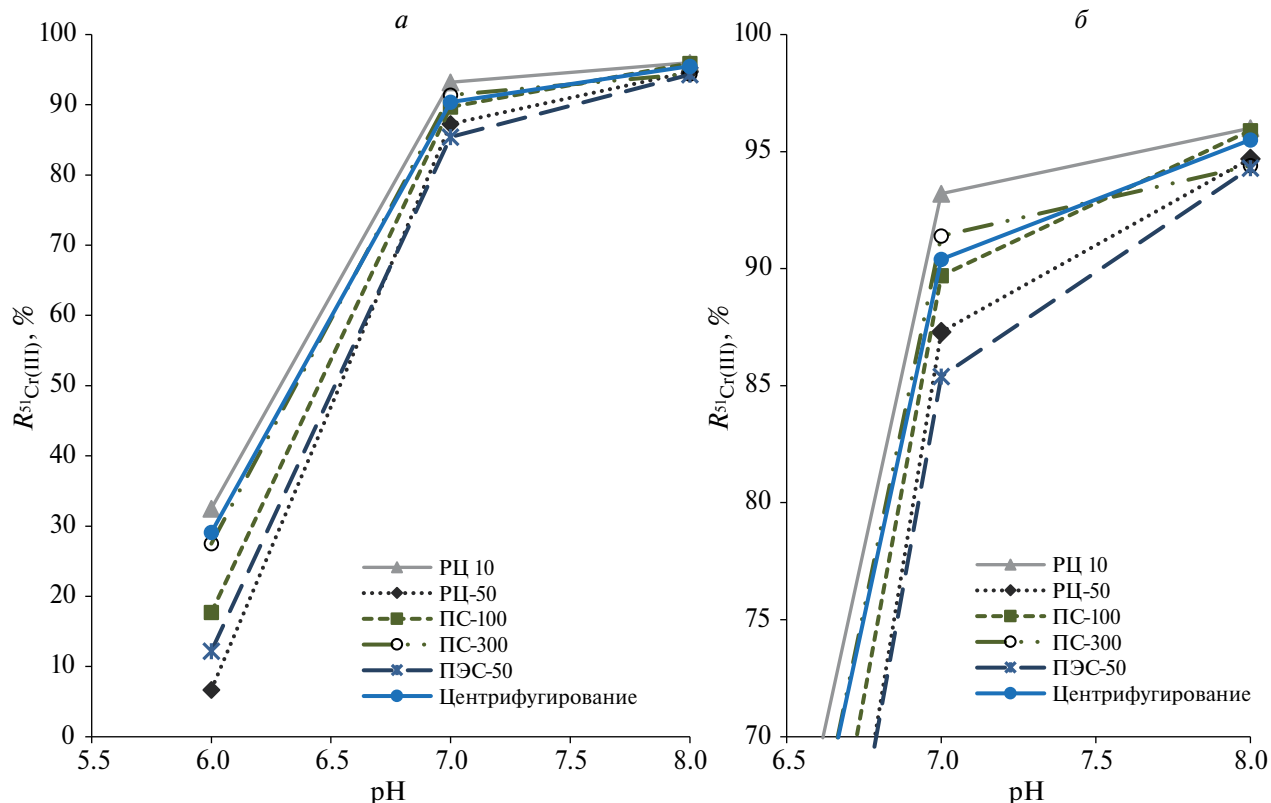 а
100
90
80
70
60
50
40
30
20
10
0
R51Cr(III), %
5.5 6.0 6.5 7.0 7.5 8.0
pH
РЦ 10
РЦ-50
ПС-100
ПС-300
ПЭС-50
Центрифугирование
б
100
95
90
85
80
75
70
R51Cr(III), %
6.5 7.0 7.5 8.0
pH
РЦ 10
РЦ-50
ПС-100
ПС-300
ПЭС-50
Центрифугирование